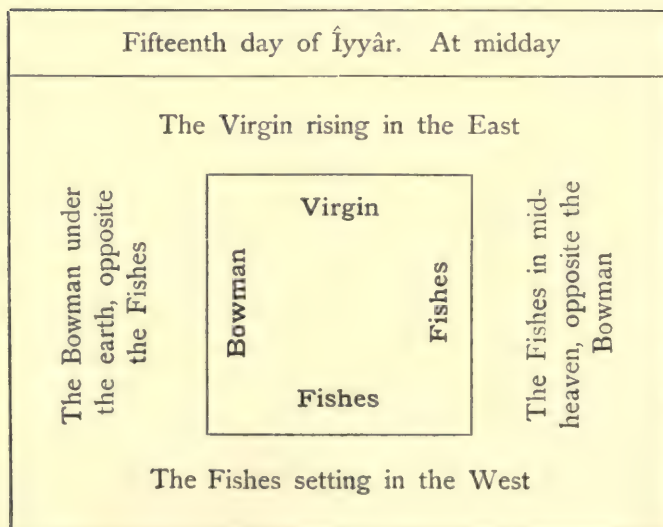 Fifteenth day of Îyyâr. At midday
The Virgin rising in the East
The Bowman under
the earth, opposite
the Fishes
Virgin
Bowman
Fishes
Fishes
The Fishes in mid-
heaven, opposite the
Bowman
The Fishes setting in the West